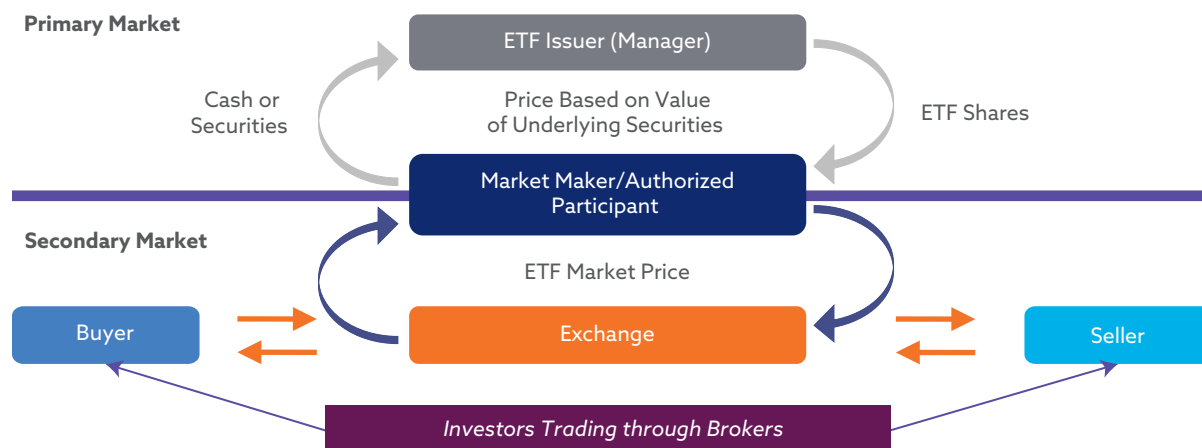 Primary Market
ETF Issuer (Manager)
Cash or
Securities
Price Based on Value
of Underlying Securities
ETF Shares
Market Maker/Authorized
Participant
Secondary Market
ETF Market Price
Buyer
Exchange
Seller
Investors Trading through Brokers